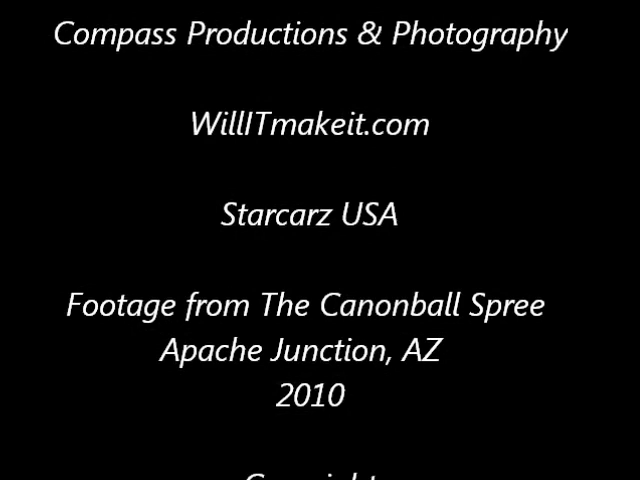 Compass Productions & Photography
WillITmakeit.com
Starcarz USA
Footage from The Canonball Spree
Apache Junction, AZ
2010